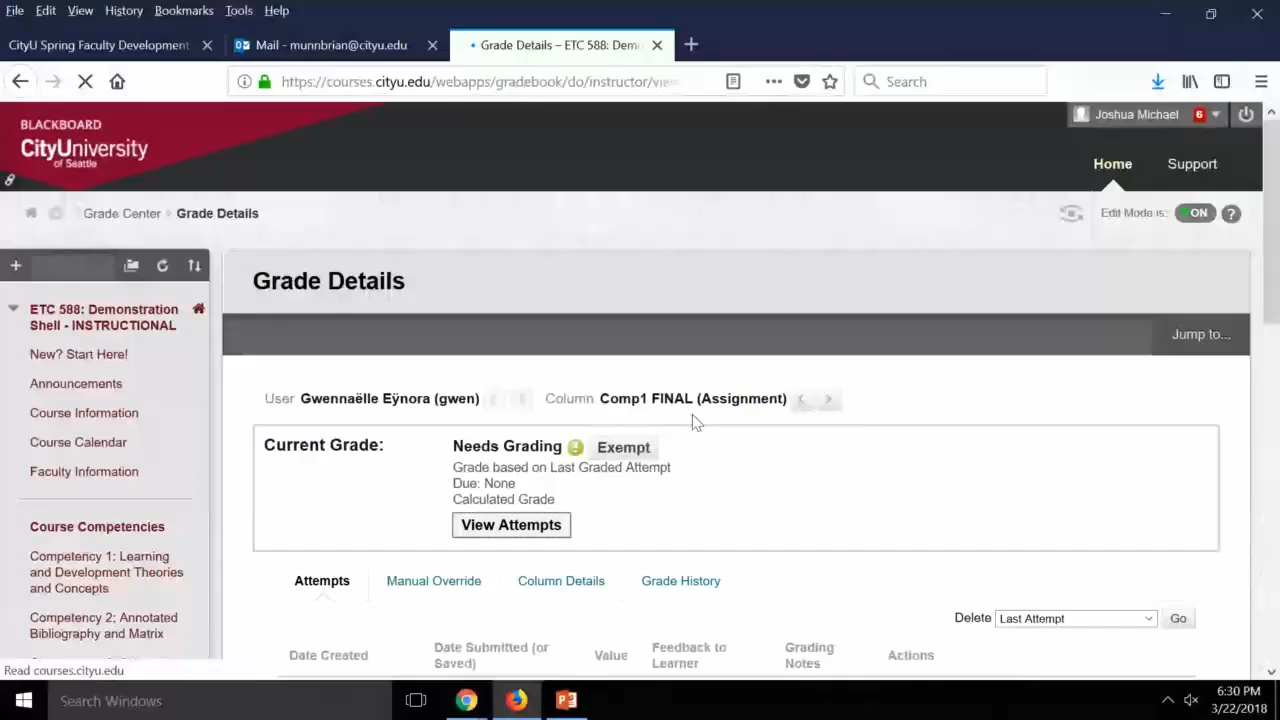 File Edit View History Bookmarks Tools Help
CityU Spring Faculty Development
Mail - munnbrian@cityu.edu
Grade Details – ETC 588: Dem
https://courses.cityu.edu/webapps/gradebook/do/instructor/vie
Search
BLACKBOARD
CityUniversity
of Seattle
Joshua Michael 6
Home Support
Grade Center Grade Details
Edit Mode is: ON ?
Grade Details
ETC 588: Demonstration
Shell - INSTRUCTIONAL
Jump to...
New? Start Here!
Announcements
User Gwennaëlle Eÿnora (gwen) Column Comp1 FINAL (Assignment)
Course Information
Course Calendar
Faculty Information
Current Grade:
Needs Grading Exempt
Grade based on Last Graded Attempt
Due: None
Calculated Grade
View Attempts
Course Competencies
Competency 1: Learning
and Development Theories
and Concepts
Competency 2: Annotated
Bibliography and Matrix
Attempts Manual Override Column Details Grade History
Delete Last Attempt Go
Date Created
Date Submitted (or
Saved)
Value
Feedback to
Learner
Grading
Notes
Actions
Read courses.cityu.edu
Search Windows
6:30 PM
3/22/2018